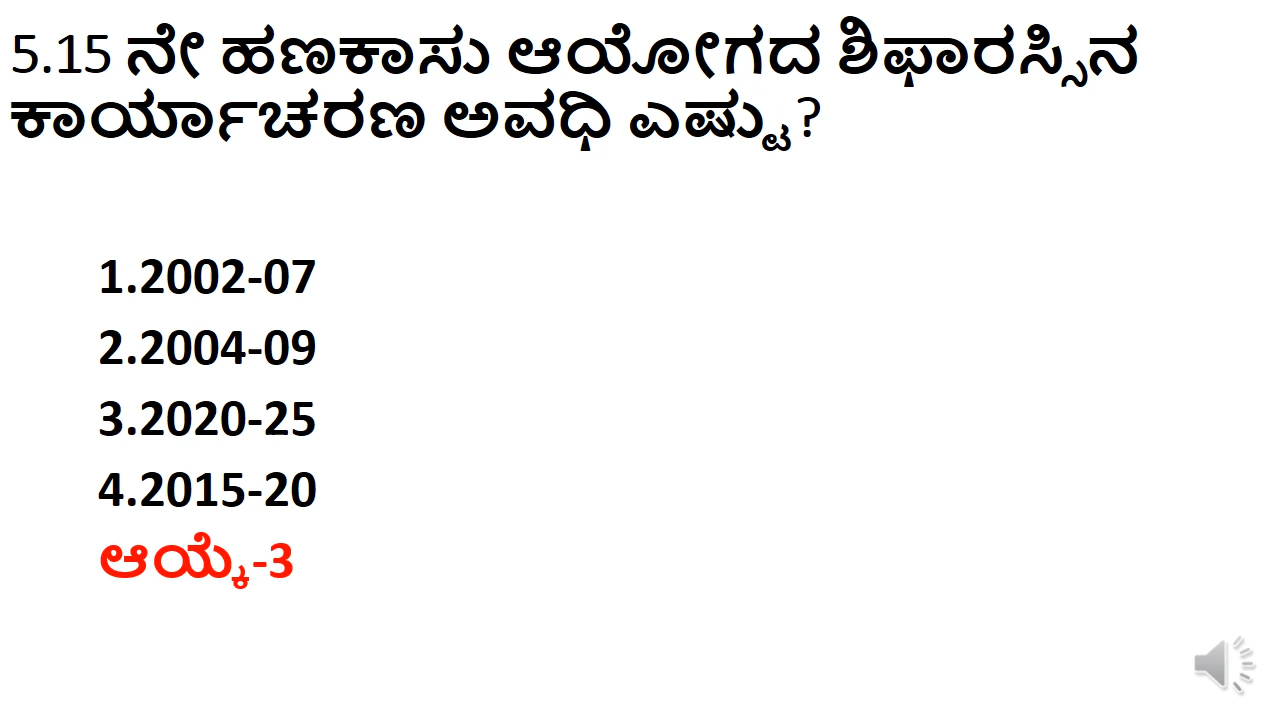 5.15 ನೇ ಹಣಕಾಸು ಆಯೋಗದ ಶಿಫಾರಸ್ಸಿನ
ಕಾರ್ಯಾಚರಣ ಅವಧಿ ಎಷ್ಟು?
1.2002-07
2.2004-09
3.2020-25
4.2015-20
ಆಯ್ಕೆ-3